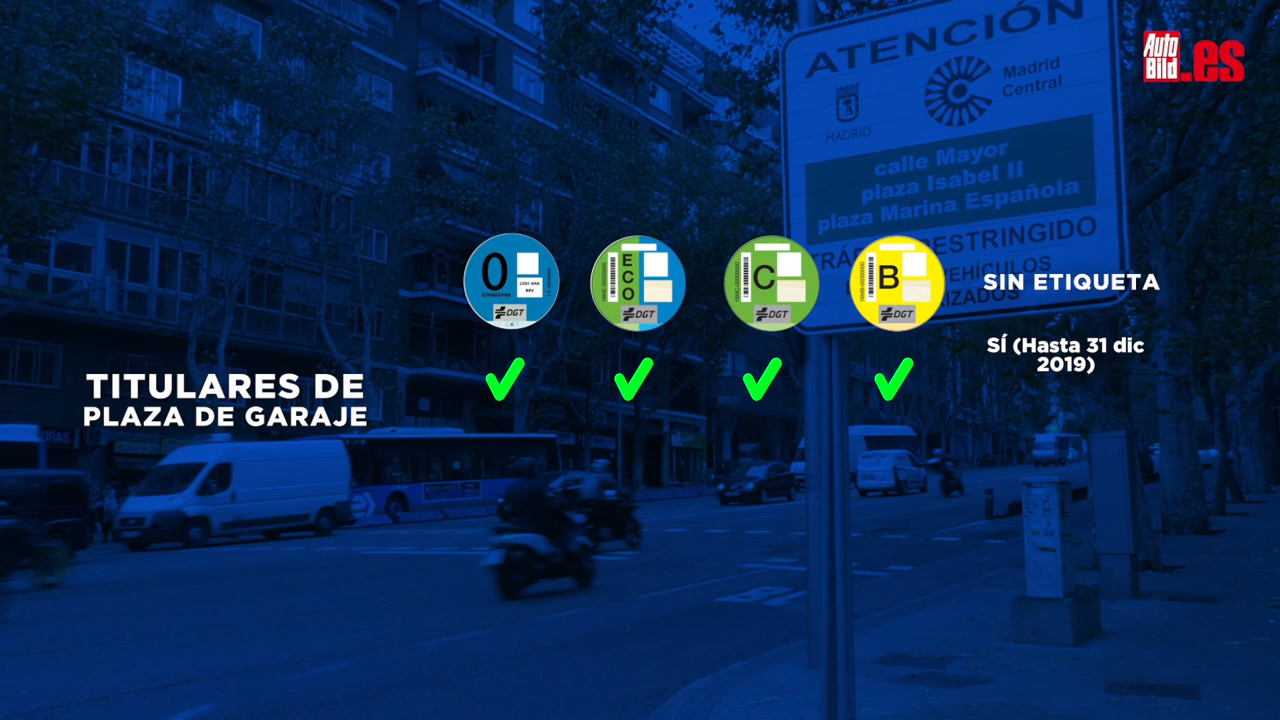 Auto
Bild
.es
ATENCIÓN
MADRID
Madrid
Central
calle Mayor
plaza Isabel II
plaza Marina Española
RESTRINGIDO
VEHÍCULOS
0
Emisiones
DGT
ECO
DGT
C
DGT
B
DGT
SIN ETIQUETA
TITULARES DE
PLAZA DE GARAJE
SÍ (Hasta 31 dic
2019)